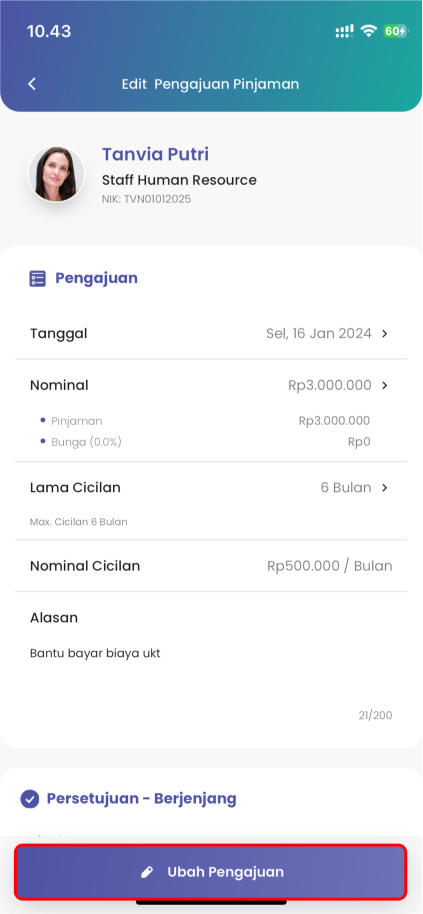 10.43
60
Edit Pengajuan Pinjaman
Tanvia Putri
Staff Human Resource
NIK: TVN01012025
Pengajuan
Tanggal Sel, 16 Jan 2024
Nominal Rp3.000.000
Pinjaman Rp3.000.000
Bunga (0.0%) Rp0
Lama Cicilan 6 Bulan
Max. Cicilan 6 Bulan
Nominal Cicilan Rp500.000 / Bulan
Alasan
Bantu bayar biaya ukt
21/200
Persetujuan - Berjenjang
Ubah Pengajuan